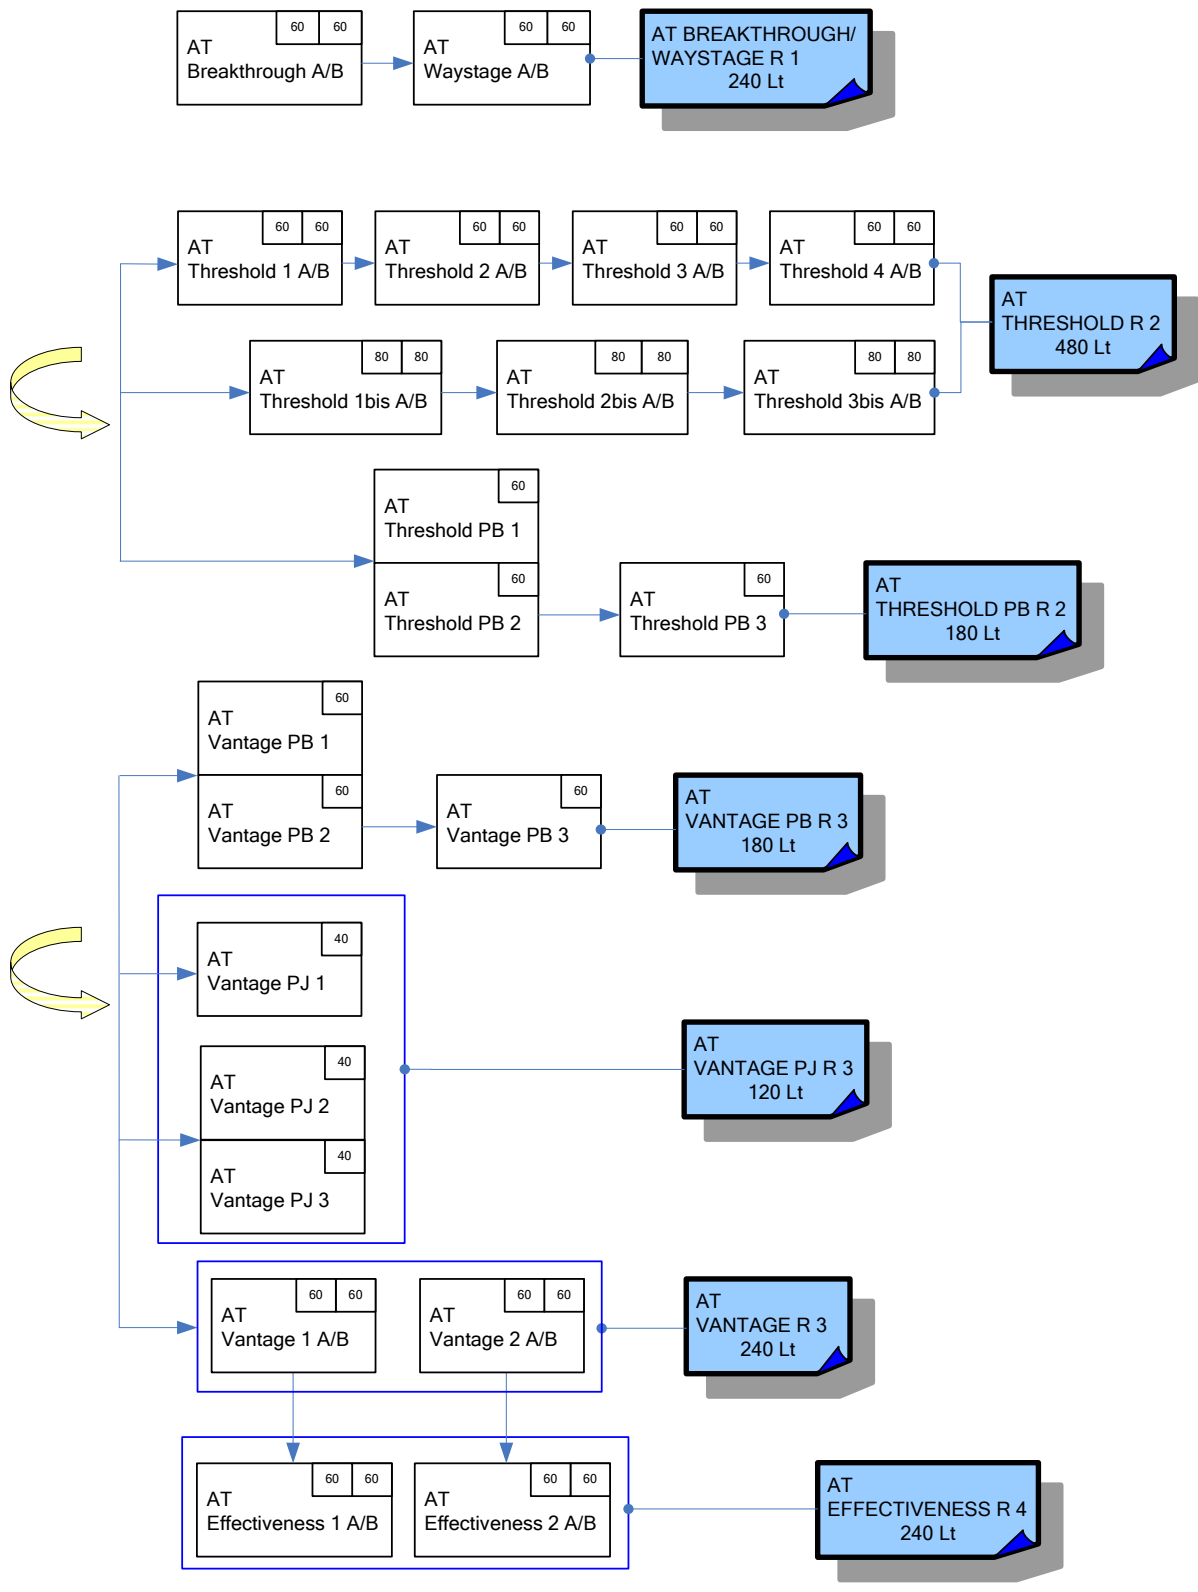 60 60
AT
Breakthrough A/B
60 60
AT
Waystage A/B
AT BREAKTHROUGH/
WAYSTAGE R 1
240 Lt
60 60
AT
Threshold 1 A/B
60 60
AT
Threshold 2 A/B
60 60
AT
Threshold 3 A/B
60 60
AT
Threshold 4 A/B
AT
THRESHOLD R 2
480 Lt
80 80
AT
Threshold 1bis A/B
80 80
AT
Threshold 2bis A/B
80 80
AT
Threshold 3bis A/B
60
AT
Threshold PB 1
60
AT
Threshold PB 2
60
AT
Threshold PB 3
AT
THRESHOLD PB R 2
180 Lt
60
AT
Vantage PB 1
60
AT
Vantage PB 2
60
AT
Vantage PB 3
AT
VANTAGE PB R 3
180 Lt
40
AT
Vantage PJ 1
40
AT
Vantage PJ 2
40
AT
Vantage PJ 3
AT
VANTAGE PJ R 3
120 Lt
60 60
AT
Vantage 1 A/B
60 60
AT
Vantage 2 A/B
AT
VANTAGE R 3
240 Lt
60 60
AT
Effectiveness 1 A/B
60 60
AT
Effectiveness 2 A/B
AT
EFFECTIVENESS R 4
240 Lt